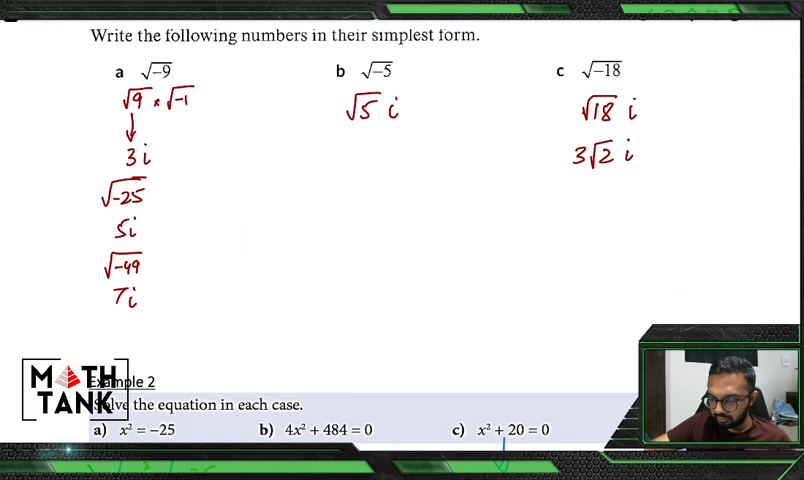 Write the following numbers in their simplest form.
a √−9
b √−5
c √−18
√9 × √-1
3i
√-25
5i
√-49
7i
√5 i
√18 i
3√2 i
MATH
TANK
Example 2
Solve the equation in each case.
a) x² = −25
b) 4x² + 484 = 0
c) x² + 20 = 0